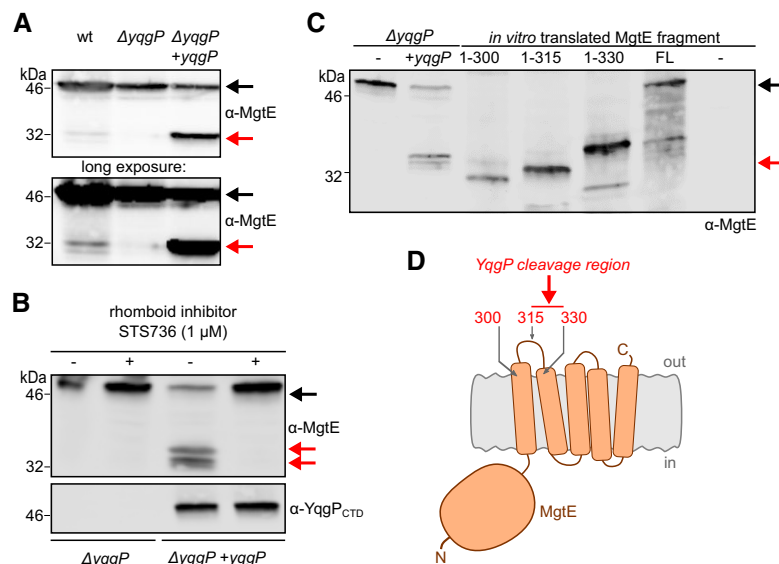 A
wt ΔyqgP ΔyqgP
+yqgP
kDa
46
α-MgtE
32
long exposure:
46
α-MgtE
32
B
rhomboid inhibitor
STS736 (1 μM)
- + - +
kDa
46
α-MgtE
32
46
α-YqgPCTD
ΔyqgP ΔyqgP +yqgP
C
ΔyqgP in vitro translated MgtE fragment
- +yqgP 1-300 1-315 1-330 FL -
kDa
46
32
α-MgtE
D
YqgP cleavage region
300 315 330
C
out
in
MgtE
N